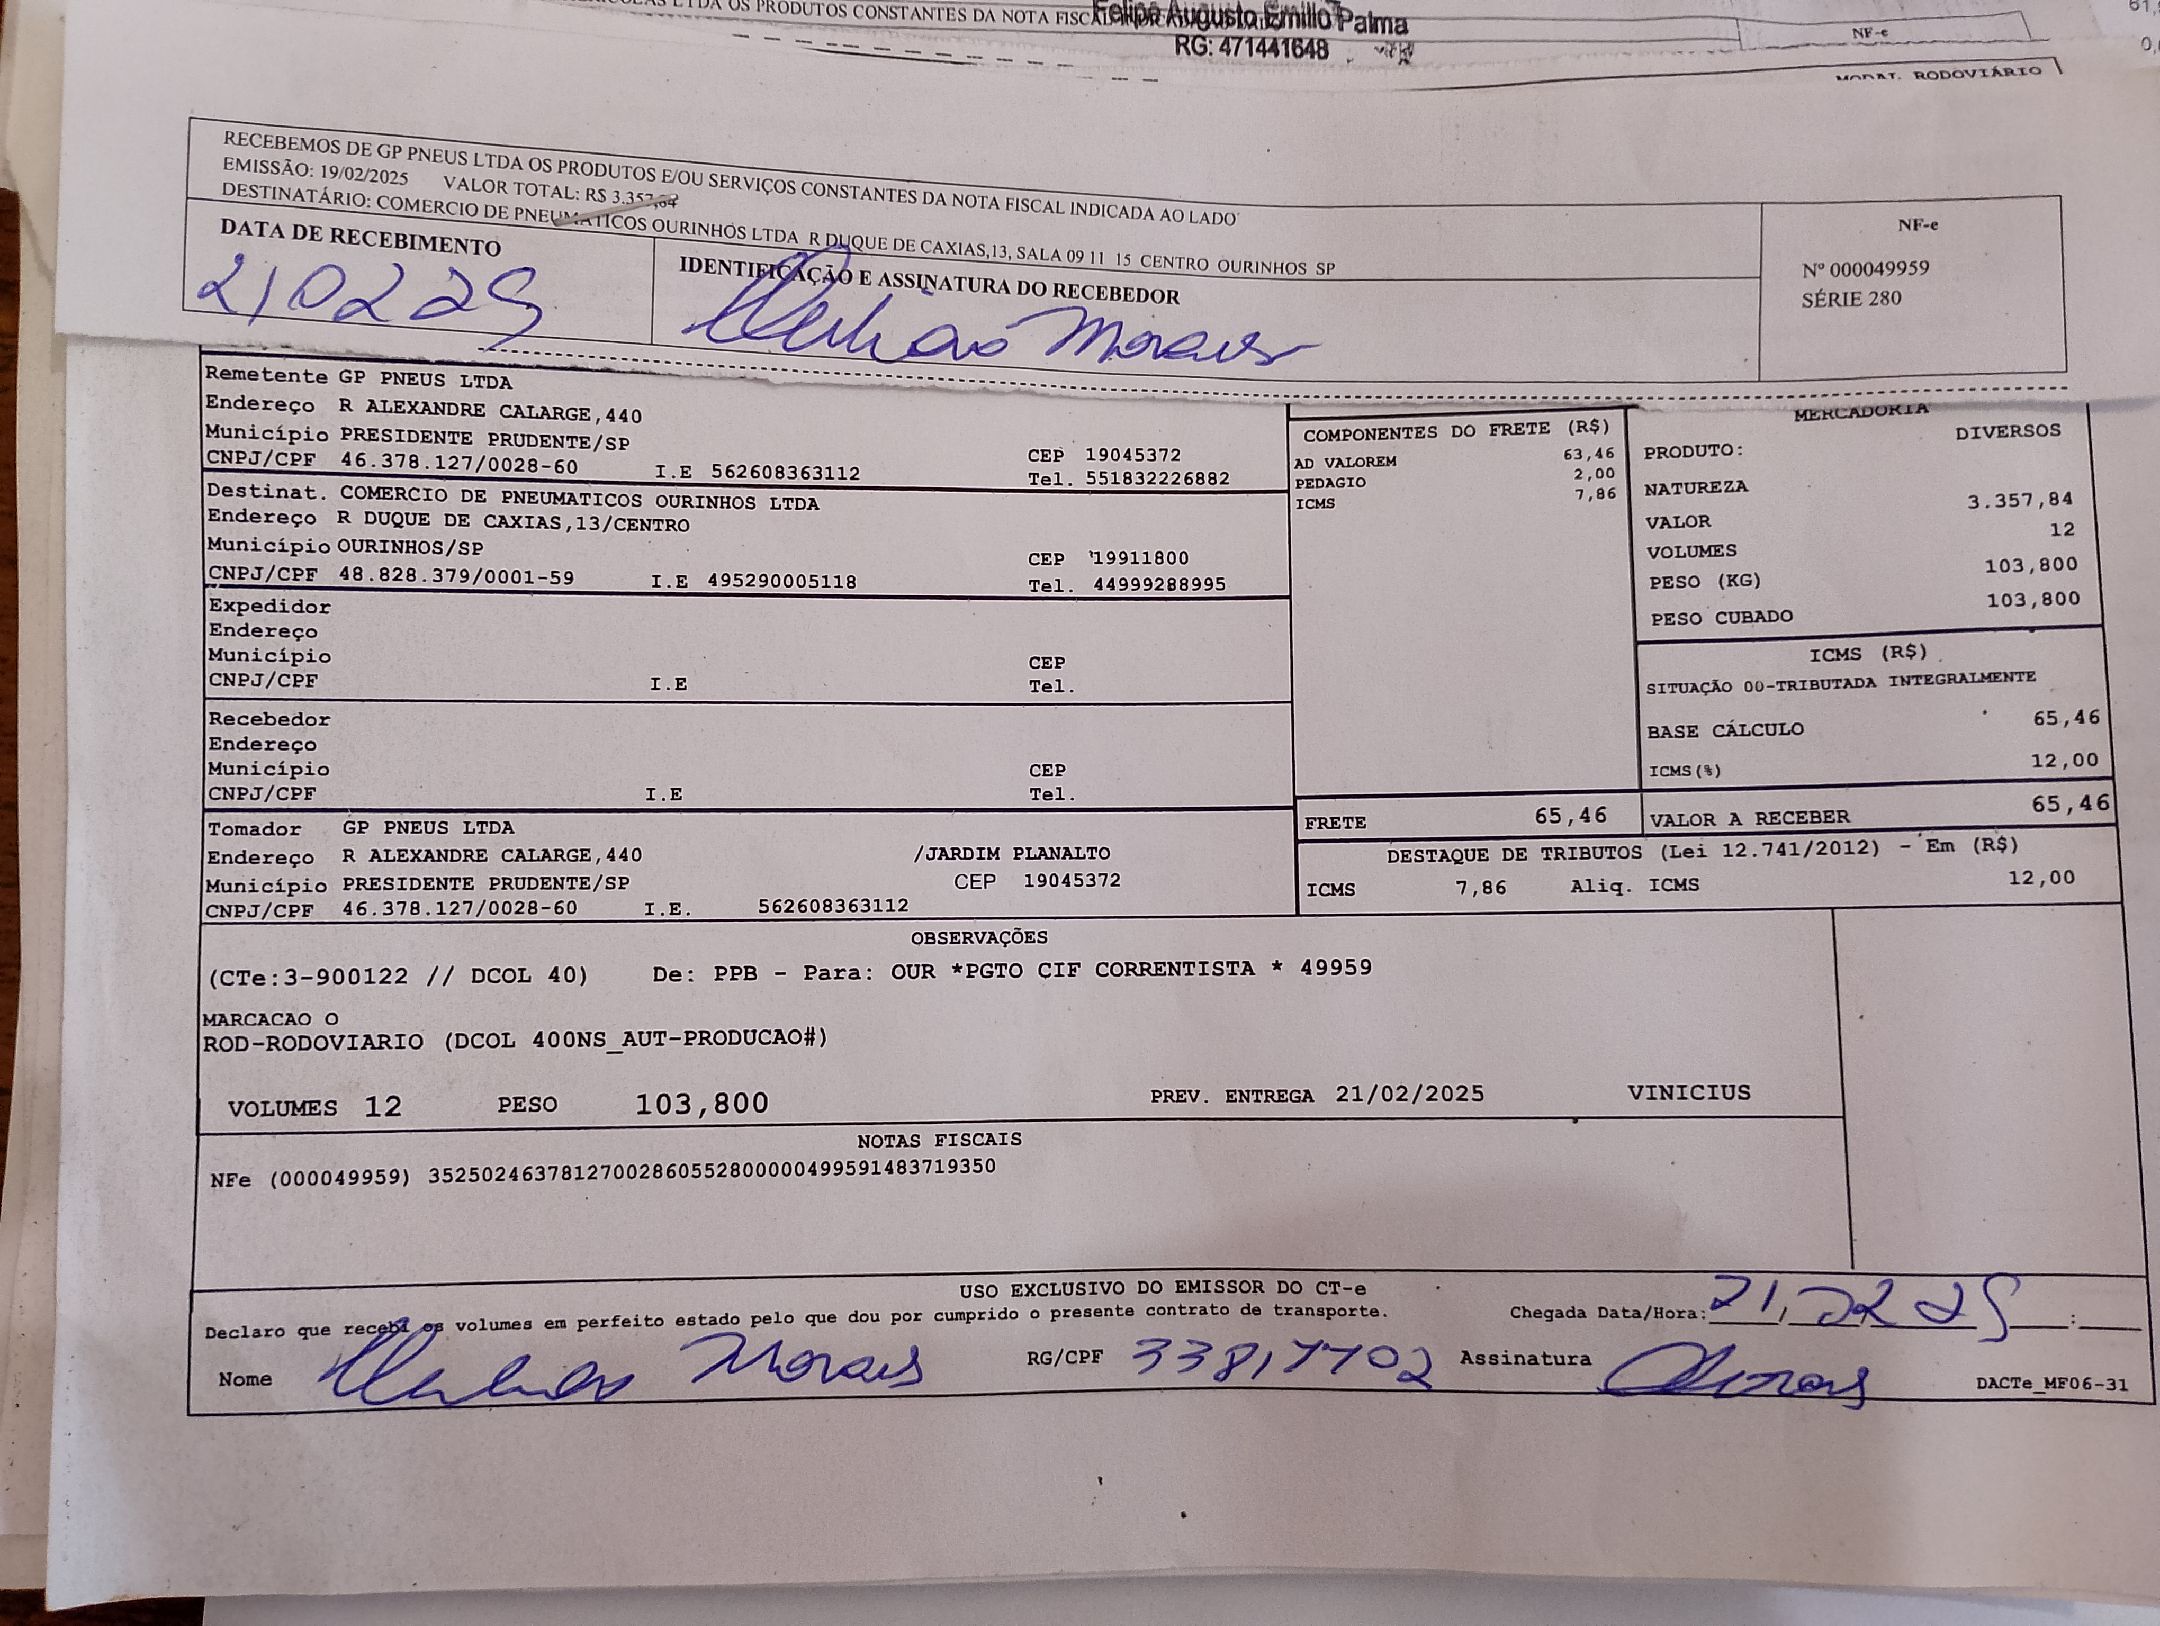 OS PRODUTOS CONSTANTES DA NOTA
Felipe Augusto Emilio Palma
RG: 471441648
NF-e
MODAL RODOVIÁRIO
RECEBEMOS DE GP PNEUS LTDA OS PRODUTOS E/OU SERVIÇOS CONSTANTES DA NOTA FISCAL INDICADA AO LADO
EMISSÃO: 19/02/2025 VALOR TOTAL: R$ 3.357,84
DESTINATÁRIO: COMERCIO DE PNEUMATICOS OURINHOS LTDA R DUQUE DE CAXIAS,13, SALA 09 11 15 CENTRO OURINHOS SP
DATA DE RECEBIMENTO
210225
IDENTIFICAÇÃO E ASSINATURA DO RECEBEDOR
Moraes
NF-e
Nº 000049959
SÉRIE 280
Remetente GP PNEUS LTDA
Endereço R ALEXANDRE CALARGE,440
Município PRESIDENTE PRUDENTE/SP CEP 19045372
CNPJ/CPF 46.378.127/0028-60 I.E 562608363112 Tel. 551832226882
Destinat. COMERCIO DE PNEUMATICOS OURINHOS LTDA
Endereço R DUQUE DE CAXIAS,13/CENTRO
Município OURINHOS/SP CEP 19911800
CNPJ/CPF 48.828.379/0001-59 I.E 495290005118 Tel. 44999288995
Expedidor
Endereço
Município CEP
CNPJ/CPF I.E Tel.
Recebedor
Endereço
Município CEP
CNPJ/CPF I.E Tel.
Tomador GP PNEUS LTDA
Endereço R ALEXANDRE CALARGE,440 /JARDIM PLANALTO
Município PRESIDENTE PRUDENTE/SP CEP 19045372
CNPJ/CPF 46.378.127/0028-60 I.E. 562608363112
COMPONENTES DO FRETE (R$)
AD VALOREM 63,46
PEDAGIO 2,00
ICMS 7,86
FRETE 65,46
MERCADORIA
PRODUTO: DIVERSOS
NATUREZA
VALOR 3.357,84
VOLUMES 12
PESO (KG) 103,800
PESO CUBADO 103,800
ICMS (R$)
SITUAÇÃO 00-TRIBUTADA INTEGRALMENTE
BASE CÁLCULO 65,46
ICMS(%) 12,00
VALOR A RECEBER 65,46
DESTAQUE DE TRIBUTOS (Lei 12.741/2012) - Em (R$)
ICMS 7,86 Aliq. ICMS 12,00
OBSERVAÇÕES
(CTe:3-900122 // DCOL 40) De: PPB - Para: OUR *PGTO CIF CORRENTISTA * 49959
MARCACAO O
ROD-RODOVIARIO (DCOL 400NS_AUT-PRODUCAO#)
VOLUMES 12 PESO 103,800 PREV. ENTREGA 21/02/2025 VINICIUS
NOTAS FISCAIS
NFe (000049959) 35250246378127002860552800000499591483719350
USO EXCLUSIVO DO EMISSOR DO CT-e
Declaro que recebi os volumes em perfeito estado pelo que dou por cumprido o presente contrato de transporte. Chegada Data/Hora: 21, 02 25 :
Nome Moraes RG/CPF 33817702 Assinatura
DACTe_MF06-31